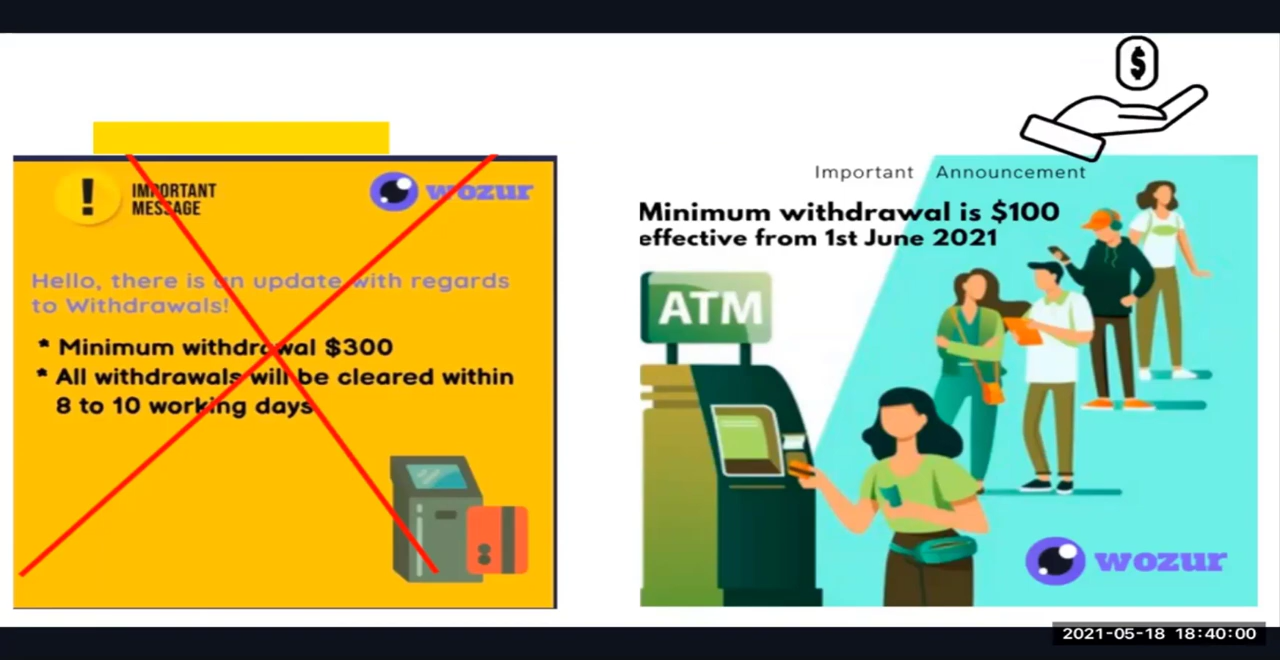 IMPORTANT
MESSAGE
wozur
Hello, there is an update with regards
to Withdrawals!
* Minimum withdrawal $300
* All withdrawals will be cleared within
8 to 10 working days
$
Important Announcement
Minimum withdrawal is $100
effective from 1st June 2021
ATM
wozur
2021-05-18 18:40:00